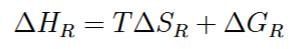 ΔH_R = TΔS_R + ΔG_R